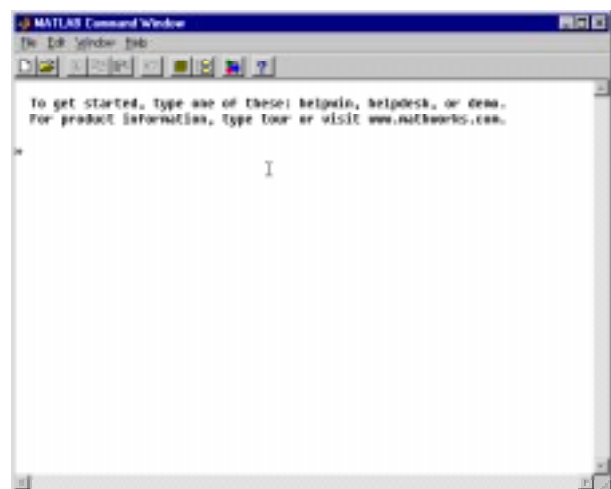 MATLAB Command Window
File Edit Window Help
To get started, type one of these: helpwin, helpdesk, or demo.
For product information, type tour or visit www.mathworks.com.
»